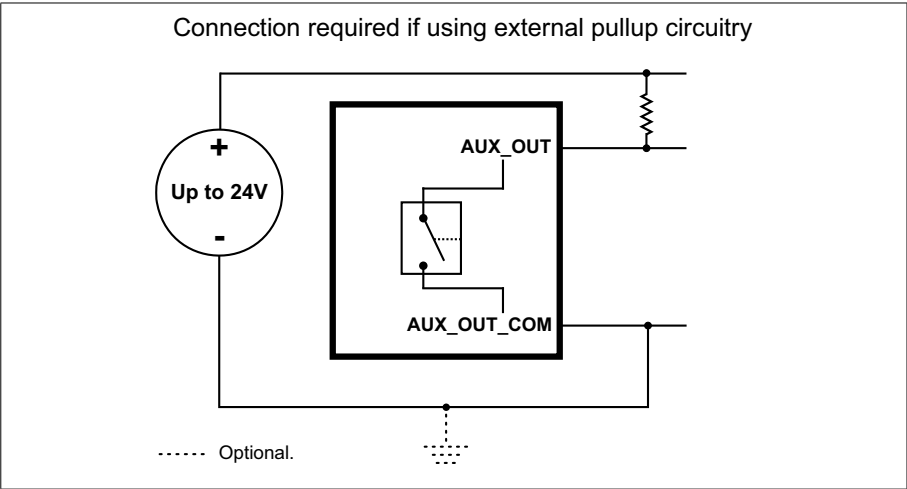 Connection required if using external pullup circuitry
+
AUX_OUT
Up to 24V
-
AUX_OUT_COM
Optional.